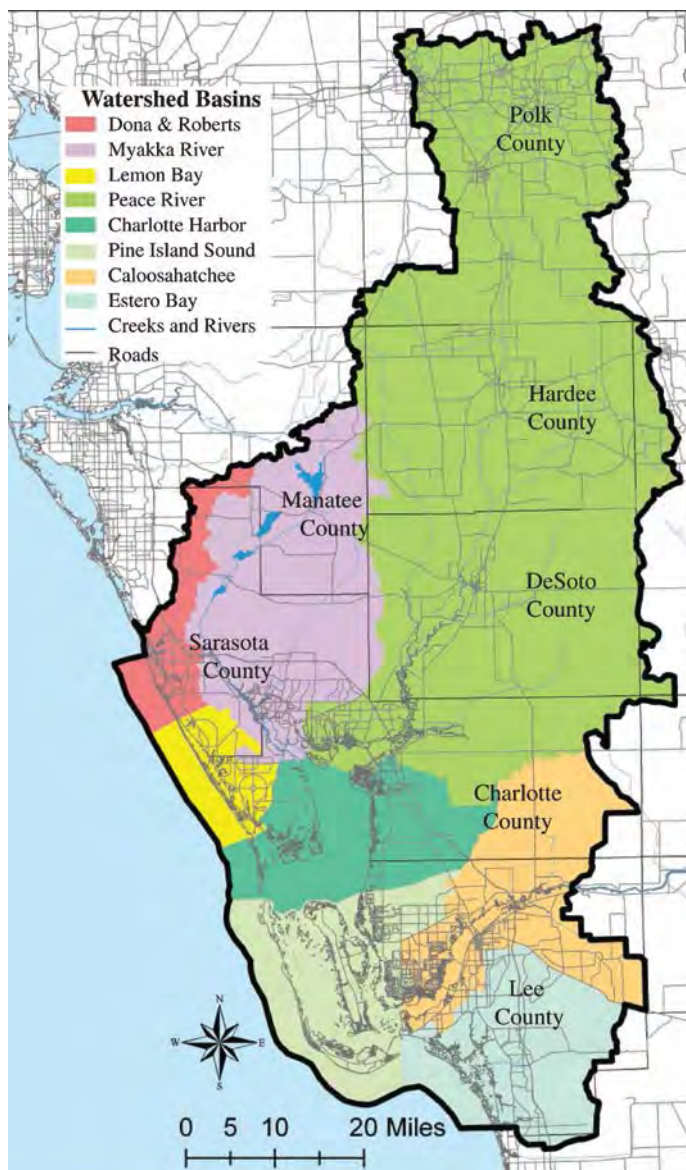 Watershed Basins
Dona & Roberts
Myakka River
Lemon Bay
Peace River
Charlotte Harbor
Pine Island Sound
Caloosahatchee
Estero Bay
Creeks and Rivers
Roads
Polk
County
Hardee
County
Manatee
County
DeSoto
County
Sarasota
County
Charlotte
County
Lee
County
N
W E
S
0 5 10 20 Miles